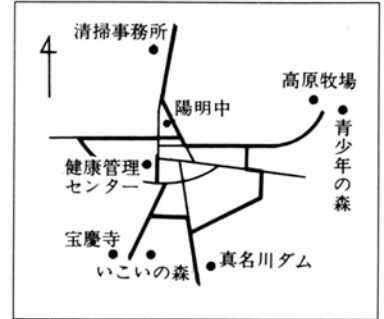 清掃事務所
高原牧場
陽明中
青少年の森
健康管理
センター
宝慶寺
いこいの森
真名川ダム